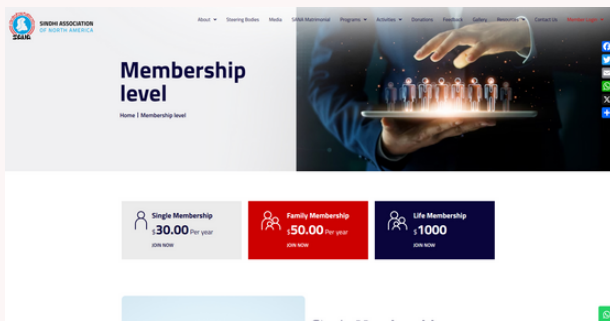 SINDHI ASSOCIATION
OF NORTH AMERICA
SANA
About
Steering Bodies
Media
SANA Matrimonial
Programs
Activities
Donations
Feedback
Gallery
Resources
Contact Us
Member Login
Membership
level
Home | Membership level
Single Membership
$30.00 Per year
JOIN NOW
Family Membership
$50.00 Per year
JOIN NOW
Life Membership
$1000
JOIN NOW